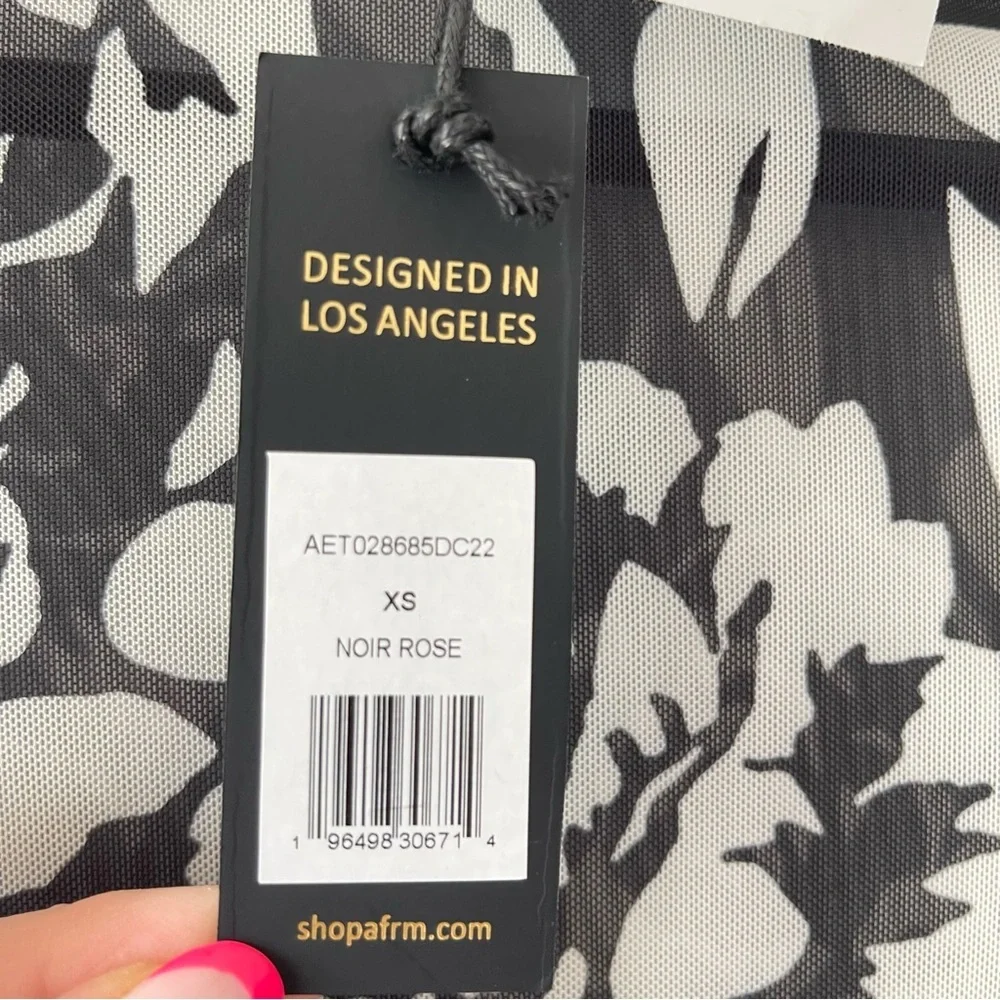 DESIGNED IN
LOS ANGELES
AET028685DC22
XS
NOIR ROSE
1 96498 30671 4
shopafrm.com